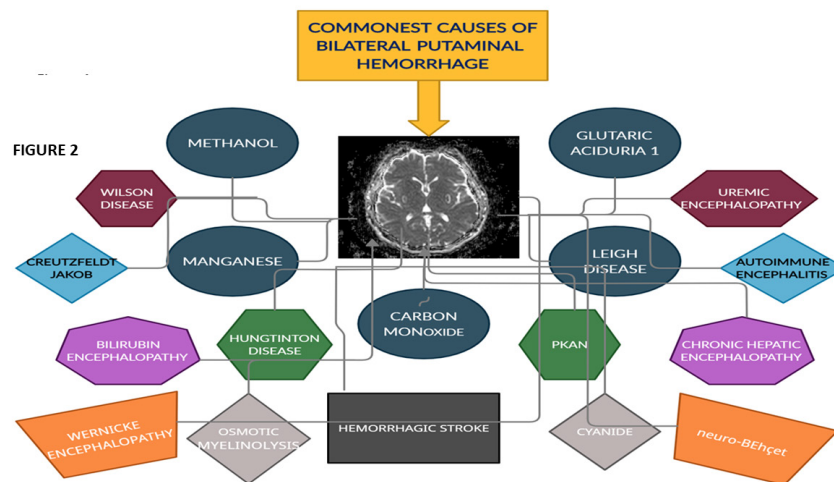 COMMONEST CAUSES OF
BILATERAL PUTAMINAL
HEMORRHAGE
FIGURE 2
METHANOL
GLUTARIC
ACIDURIA 1
WILSON
DISEASE
UREMIC
ENCEPHALOPATHY
CREUTZFELDT
JAKOB
MANGANESE
LEIGH
DISEASE
AUTOIMMUNE
ENCEPHALITIS
CARBON
MONOXIDE
BILIRUBIN
ENCEPHALOPATHY
HUNGTINTON
DISEASE
PKAN
CHRONIC HEPATIC
ENCEPHALOPATHY
WERNICKE
ENCEPHALOPATHY
OSMOTIC
MYELINOLYSIS
HEMORRHAGIC STROKE
CYANIDE
neuro-BEhçet